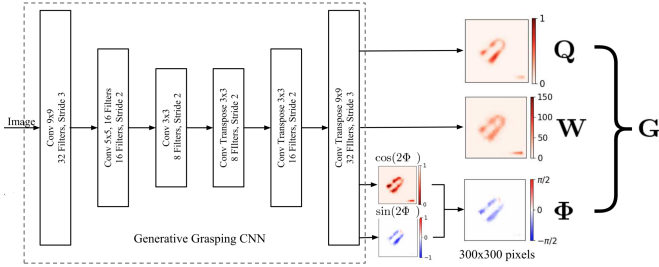 Image
Conv 9x9
32 Filters, Stride 3
Conv 5x5, 16 Filters
16 Filters, Stride 2
Conv 3x3
8 Filters, Stride 2
Conv Transpose 3x3
8 FIlters, Stride 2
Conv Transpose 3x3
16 Filters, Stride 2
Conv Transpose 9x9
32 FIlters, Stride 3
Generative Grasping CNN
1
0
Q
150
100
50
0
W
G
cos(2Φ )
1
0
sin(2Φ )
1
−1
π/2
0
−π/2
Φ
300x300 pixels